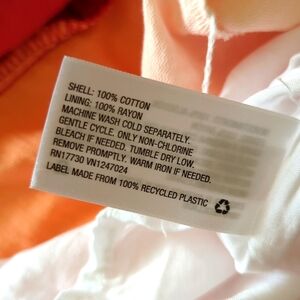 SHELL: 100% COTTON
LINING: 100% RAYON
MACHINE WASH COLD SEPARATELY.
GENTLE CYCLE. ONLY NON-CHLORINE
BLEACH IF NEEDED. TUMBLE DRY LOW.
REMOVE PROMPTLY. WARM IRON IF NEEDED.
RN17730 VN1247024
LABEL MADE FROM 100% RECYCLED PLASTIC